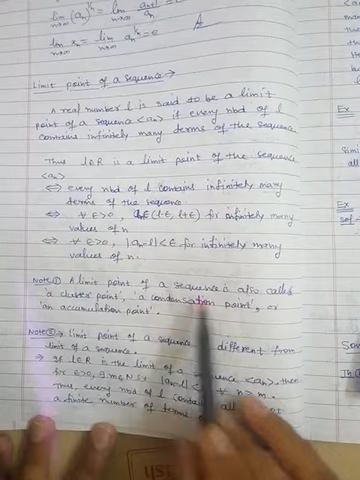 lim (aₙ)^(1/n) = lim aₙ₊₁/aₙ
n→∞ n→∞
lim xₙ = lim aₙ^(1/n) = e
n→∞ n→∞
Limit point of a sequence →
A real number l is said to be a limit
point of a sequence <aₙ> if every nbd of l
contains infinitely many terms of the sequence
Thus l∈R is a limit point of the sequence
<aₙ>
⇔ every nbd of l contains infinitely many
terms of the sequence
⇔ ∀ ε>0, aₙ∈(l-ε, l+ε) for infinitely many
values of n
⇔ ∀ ε>0, |aₙ-l|<ε for infinitely many
values of n.
Note① A limit point of a sequence is also called
'a cluster point', 'a condensation point', or
'an accumulation point'.
Note② → limit point of a sequence different from
limit of a sequence.
⇒ If l∈R is the limit of a sequence <aₙ>, then
for ε>0, ∃ m∈N s.t. |aₙ-l|< ∀ n≥m.
Thus, every nbd of l all
a finite number of terms of
Ex
Ex